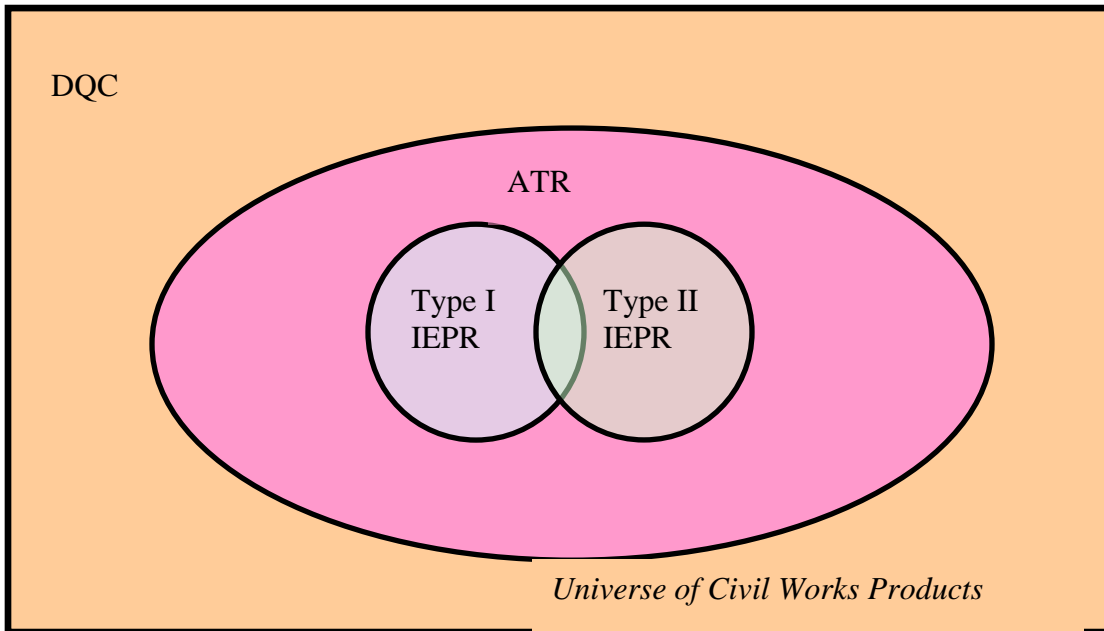 DQC
ATR
Type I
IEPR
Type II
IEPR
Universe of Civil Works Products